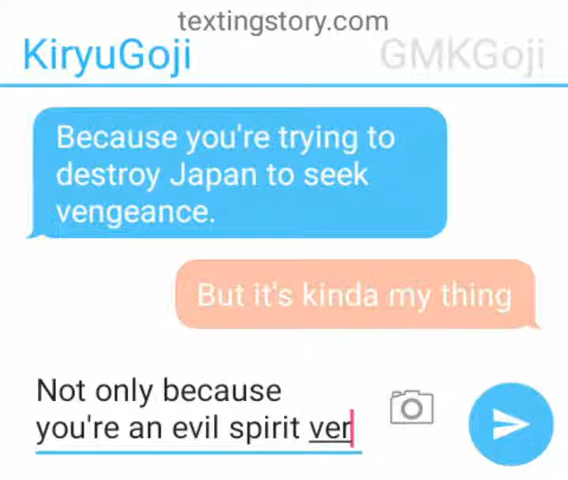 textingstory.com
KiryuGoji GMKGoji
Because you're trying to
destroy Japan to seek
vengeance.
But it's kinda my thing
Not only because
you're an evil spirit ver